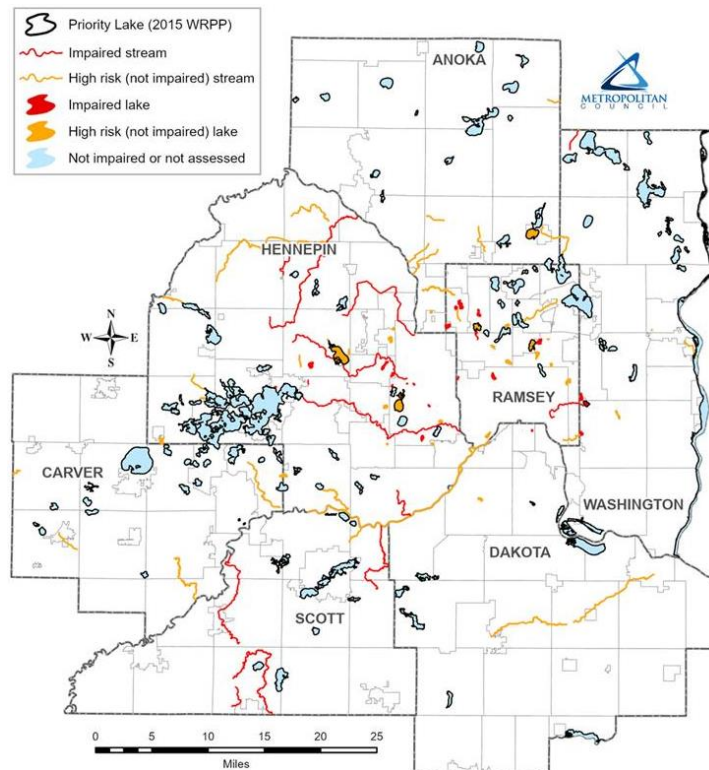 Priority Lake (2015 WRPP)
Impaired stream
High risk (not impaired) stream
Impaired lake
High risk (not impaired) lake
Not impaired or not assessed
ANOKA
METROPOLITAN
COUNCIL
HENNEPIN
N
W E
S
RAMSEY
CARVER
WASHINGTON
DAKOTA
SCOTT
0 5 10 15 20 25
Miles